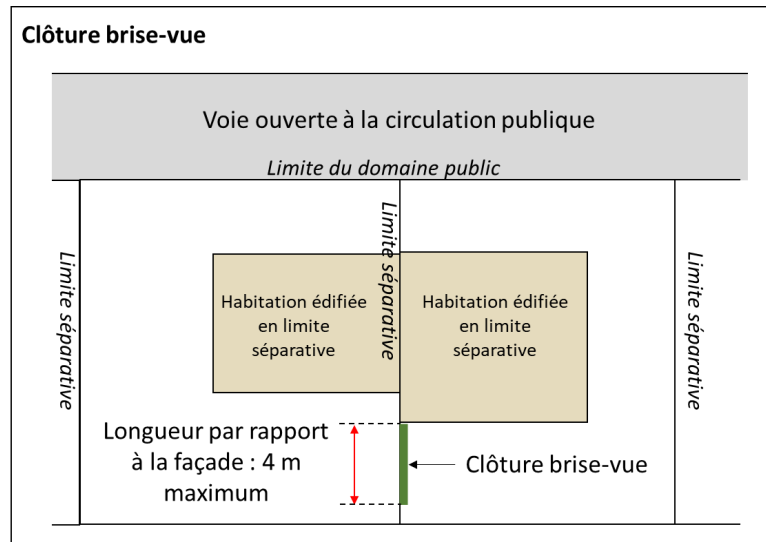 Clôture brise-vue
Voie ouverte à la circulation publique
Limite du domaine public
Limite séparative
Limite séparative
Limite séparative
Habitation édifiée
en limite
séparative
Habitation édifiée
en limite
séparative
Longueur par rapport
à la façade : 4 m
maximum
Clôture brise-vue